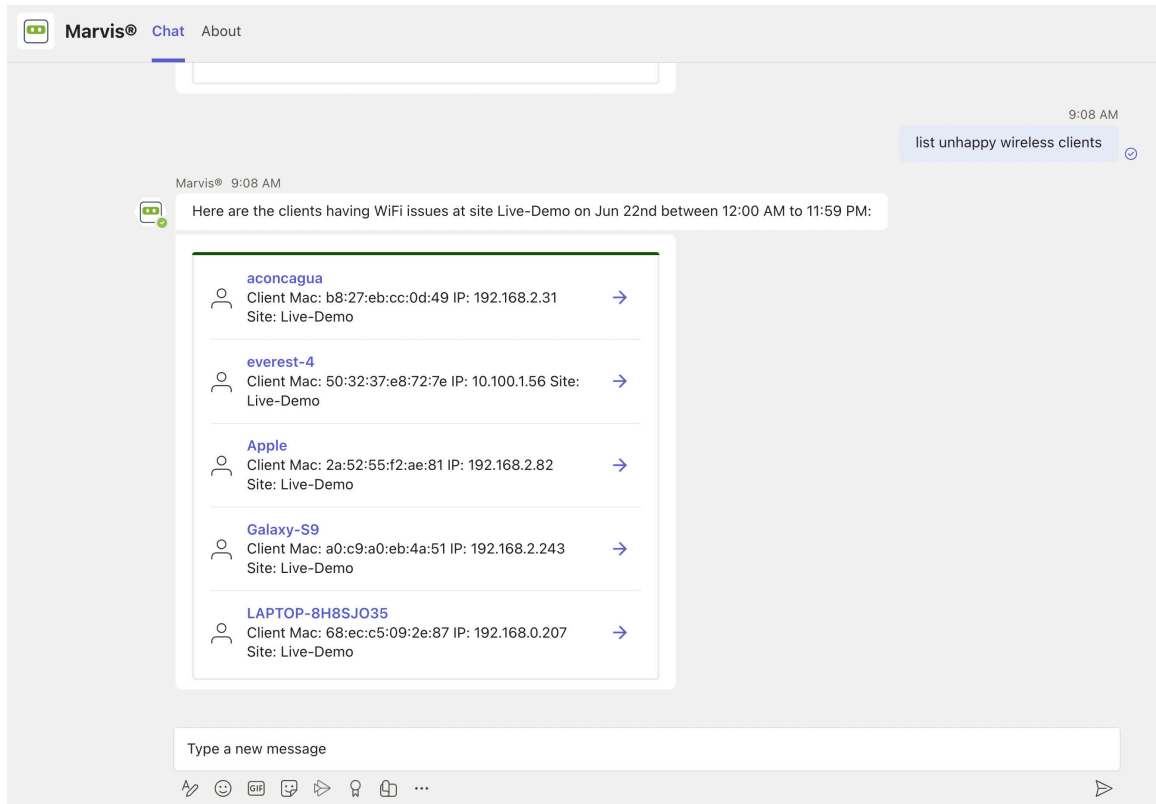 Marvis® Chat About
9:08 AM
list unhappy wireless clients
Marvis® 9:08 AM
Here are the clients having WiFi issues at site Live-Demo on Jun 22nd between 12:00 AM to 11:59 PM:
aconcagua
Client Mac: b8:27:eb:cc:0d:49 IP: 192.168.2.31
Site: Live-Demo
everest-4
Client Mac: 50:32:37:e8:72:7e IP: 10.100.1.56 Site:
Live-Demo
Apple
Client Mac: 2a:52:55:f2:ae:81 IP: 192.168.2.82
Site: Live-Demo
Galaxy-S9
Client Mac: a0:c9:a0:eb:4a:51 IP: 192.168.2.243
Site: Live-Demo
LAPTOP-8H8SJO35
Client Mac: 68:ec:c5:09:2e:87 IP: 192.168.0.207
Site: Live-Demo
Type a new message
GIF